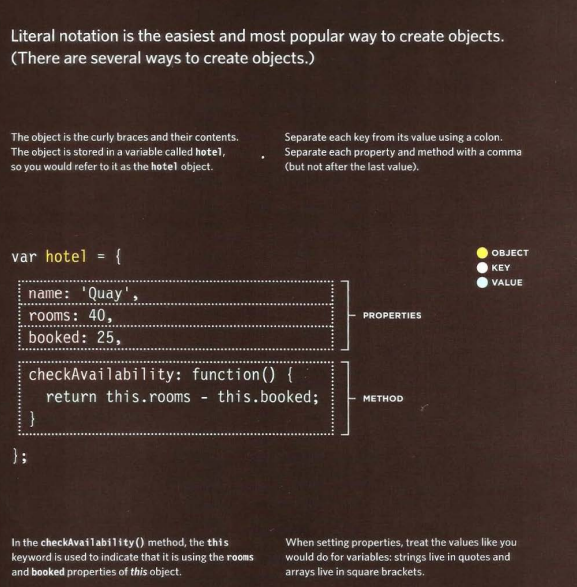 Literal notation is the easiest and most popular way to create objects.
(There are several ways to create objects.)
The object is the curly braces and their contents.
The object is stored in a variable called hotel,
so you would refer to it as the hotel object.
Separate each key from its value using a colon.
Separate each property and method with a comma
(but not after the last value).
var hotel = {
OBJECT
KEY
VALUE
name: 'Quay',
rooms: 40,
booked: 25,
PROPERTIES
checkAvailability: function() {
return this.rooms - this.booked;
}
METHOD
};
In the checkAvailability() method, the this
keyword is used to indicate that it is using the rooms
and booked properties of this object.
When setting properties, treat the values like you
would do for variables: strings live in quotes and
arrays live in square brackets.